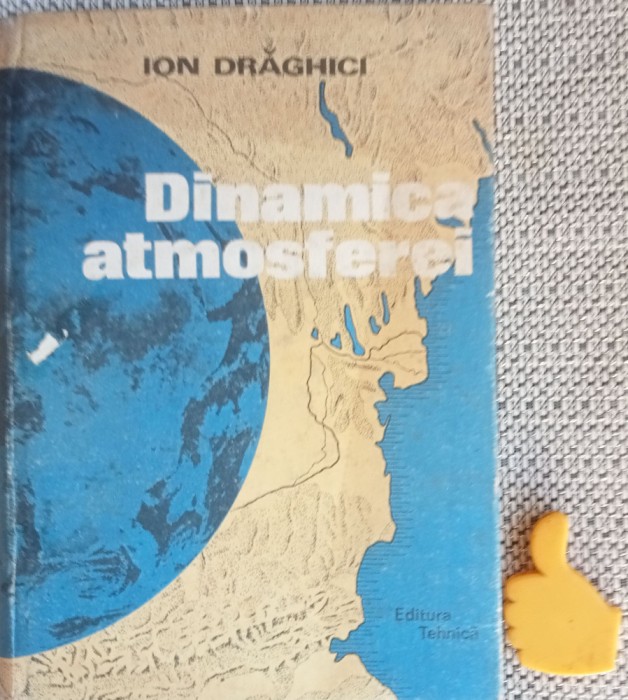 ION DRĂGHICI
Dinamica
atmosferei
Editura
Tehnică